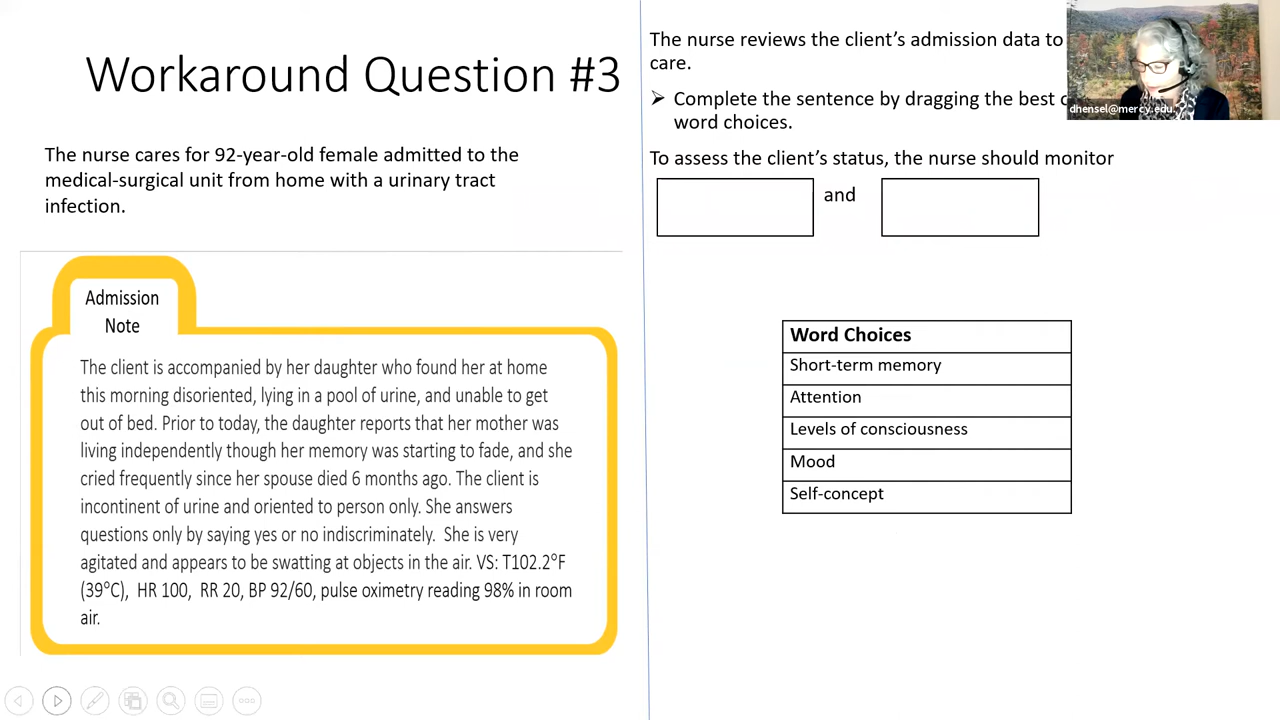 Workaround Question #3
The nurse cares for 92-year-old female admitted to the
medical-surgical unit from home with a urinary tract
infection.
Admission
Note
The client is accompanied by her daughter who found her at home
this morning disoriented, lying in a pool of urine, and unable to get
out of bed. Prior to today, the daughter reports that her mother was
living independently though her memory was starting to fade, and she
cried frequently since her spouse died 6 months ago. The client is
incontinent of urine and oriented to person only. She answers
questions only by saying yes or no indiscriminately. She is very
agitated and appears to be swatting at objects in the air. VS: T102.2°F
(39°C), HR 100, RR 20, BP 92/60, pulse oximetry reading 98% in room
air.
The nurse reviews the client's admission data to
care.
➢ Complete the sentence by dragging the best
word choices.
To assess the client's status, the nurse should monitor
and
Word Choices
Short-term memory
Attention
Levels of consciousness
Mood
Self-concept
dhensel@mercy.edu